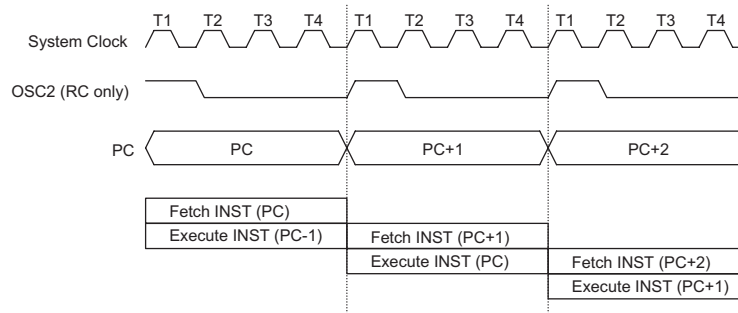 T1 T2 T3 T4 T1 T2 T3 T4 T1 T2 T3 T4
System Clock
OSC2 (RC only)
PC PC PC+1 PC+2
Fetch INST (PC)
Execute INST (PC-1) Fetch INST (PC+1)
Execute INST (PC) Fetch INST (PC+2)
Execute INST (PC+1)